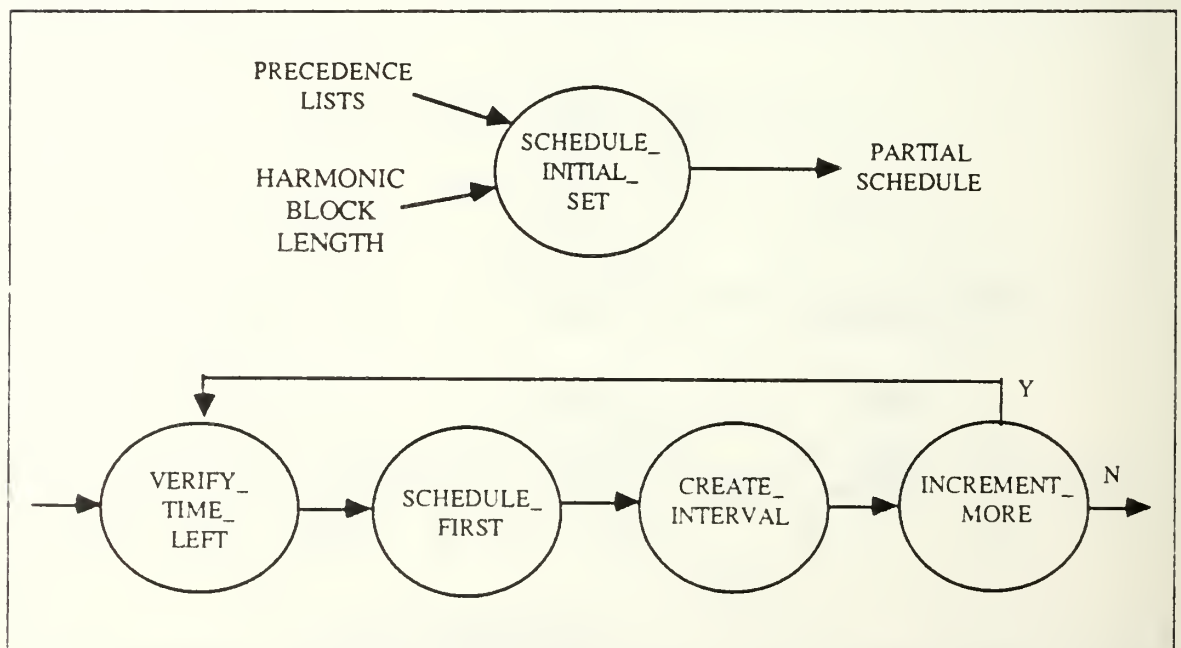 PRECEDENCE
LISTS
HARMONIC
BLOCK
LENGTH
SCHEDULE_
INITIAL_
SET
PARTIAL
SCHEDULE
Y
VERIFY_
TIME_
LEFT
SCHEDULE_
FIRST
CREATE_
INTERVAL
INCREMENT_
MORE
N